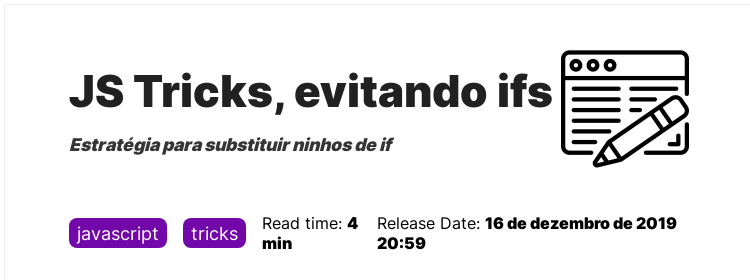 JS Tricks, evitando ifs
Estratégia para substituir ninhos de if
javascript
tricks
Read time: 4
min
Release Date: 16 de dezembro de 2019
20:59